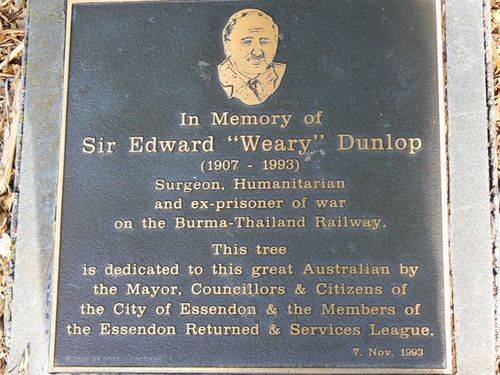 In Memory of
Sir Edward "Weary" Dunlop
(1907 - 1993)
Surgeon, Humanitarian
and ex-prisoner of war
on the Burma-Thailand Railway.
This tree
is dedicated to this great Australian by
the Mayor, Councillors & Citizens of
the City of Essendon & the Members of
the Essendon Returned & Services League.
7. Nov. 1993
PLAQUE BY